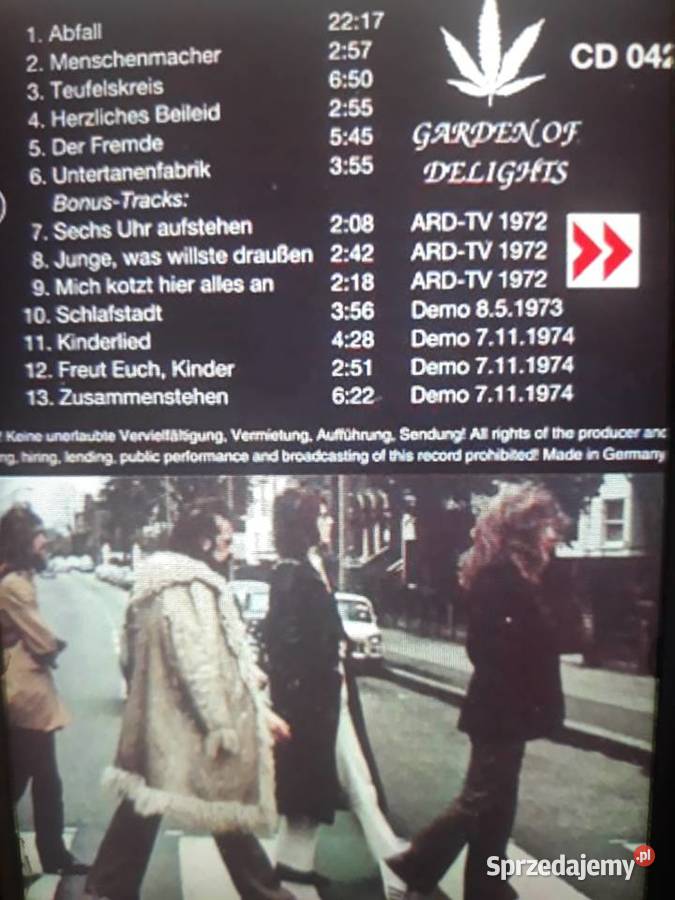 1. Abfall 22:17
2. Menschenmacher 2:57
3. Teufelskreis 6:50
4. Herzliches Beileid 2:55
5. Der Fremde 5:45
6. Untertanenfabrik 3:55
Bonus-Tracks:
7. Sechs Uhr aufstehen 2:08 ARD-TV 1972
8. Junge, was willste draußen 2:42 ARD-TV 1972
9. Mich kotzt hier alles an 2:18 ARD-TV 1972
10. Schlafstadt 3:56 Demo 8.5.1973
11. Kinderlied 4:28 Demo 7.11.1974
12. Freut Euch, Kinder 2:51 Demo 7.11.1974
13. Zusammenstehen 6:22 Demo 7.11.1974
CD 042
GARDEN OF
DELIGHTS
! Keine unerlaubte Vervielfältigung, Vermietung, Aufführung, Sendung! All rights of the producer and
ng, hiring, lending, public performance and broadcasting of this record prohibited! Made in Germany
Sprzedajemy.pl